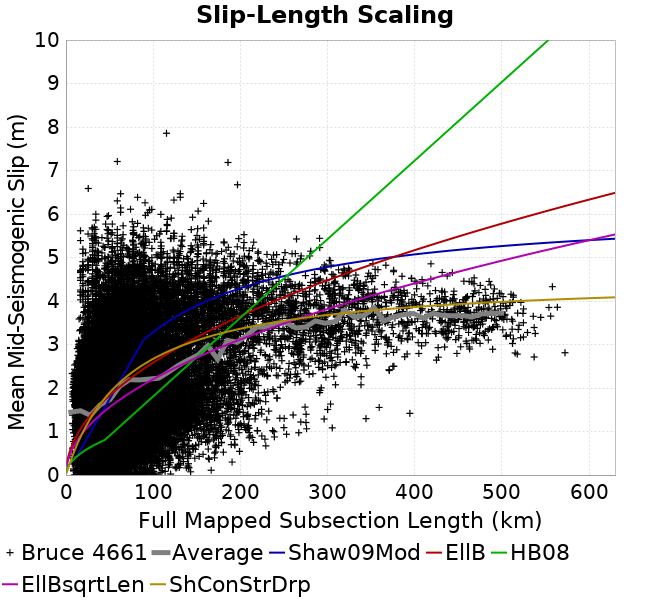 Slip-Length Scaling
Mean Mid-Seismogenic Slip (m)
10
9
8
7
6
5
4
3
2
1
0
0 100 200 300 400 500 600
Full Mapped Subsection Length (km)
Bruce 4661 Average Shaw09Mod EllB HB08
EllBsqrtLen ShConStrDrp